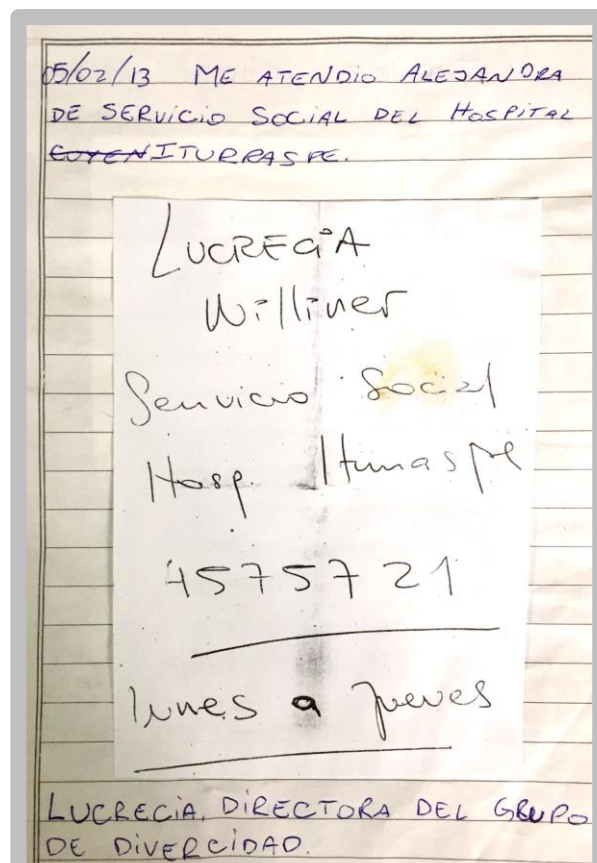 05/02/13 ME ATENDIO ALEJANDRA
DE SERVICIO SOCIAL DEL HOSPITAL
ITURRASPE.
LUCRECiA
Williner
Servicio Social
Hosp. Iturraspe
4575721
lunes a jueves
LUCRECiA, DiRECTORA DEL GRUPO
DE DiVERCiDAD.